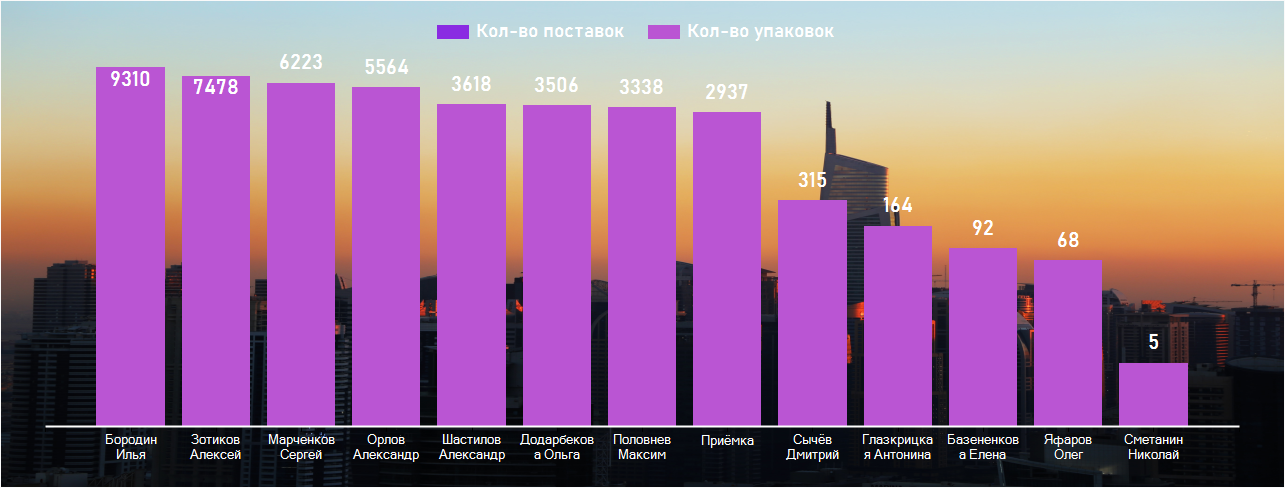 Кол-во поставок Кол-во упаковок
9310 7478 6223 5564 3618 3506 3338 2937 315 164 92 68 5
Бородин Зотиков Марченков Орлов Шастилов Додарбеков Половнев Приёмка Сычёв Глазкрицка Базененков Яфаров Сметанин
Илья Алексей Сергей Александр Александр а Ольга Максим Дмитрий я Антонина а Елена Олег Николай